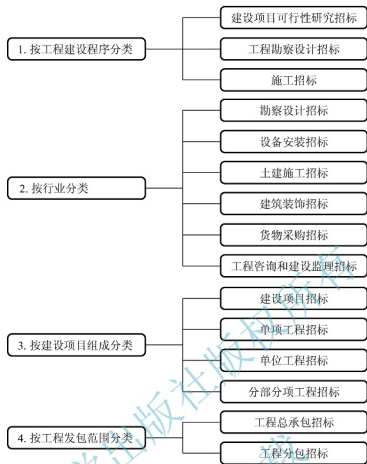 1. 按工程建设程序分类
建设项目可行性研究招标
工程勘察设计招标
施工招标
2. 按行业分类
勘察设计招标
设备安装招标
土建施工招标
建筑装饰招标
货物采购招标
工程咨询和建设监理招标
3. 按建设项目组成分类
建设项目招标
单项工程招标
单位工程招标
分部分项工程招标
4. 按工程发包范围分类
工程总承包招标
工程分包招标
出版社版权所有